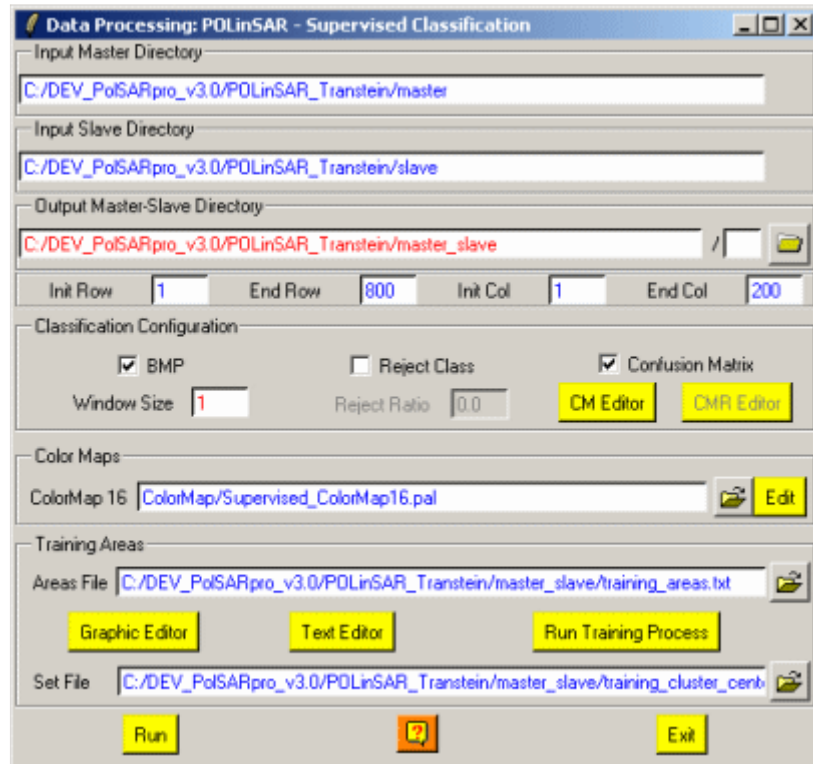 Data Processing: POLinSAR - Supervised Classification
Input Master Directory
C:/DEV_PolSARpro_v3.0/POLinSAR_Transtein/master
Input Slave Directory
C:/DEV_PolSARpro_v3.0/POLinSAR_Transtein/slave
Output Master-Slave Directory
C:/DEV_PolSARpro_v3.0/POLinSAR_Transtein/master_slave /
Init Row 1 End Row 800 Init Col 1 End Col 200
Classification Configuration
BMP Reject Class Confusion Matrix
Window Size 1 Reject Ratio 0.0 CM Editor CMR Editor
Color Maps
ColorMap 16 ColorMap/Supervised_ColorMap16.pal Edit
Training Areas
Areas File C:/DEV_PolSARpro_v3.0/POLinSAR_Transtein/master_slave/training_areas.txt
Graphic Editor Text Editor Run Training Process
Set File C:/DEV_PolSARpro_v3.0/POLinSAR_Transtein/master_slave/training_cluster_cent
Run ? Exit